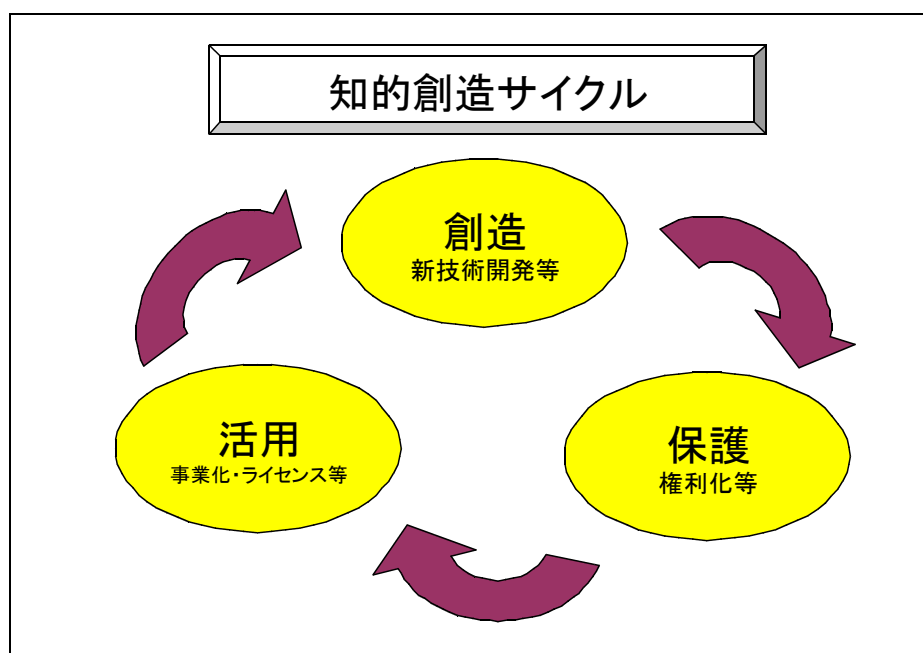 知的創造サイクル
創造
新技術開発等
活用
事業化・ライセンス等
保護
権利化等